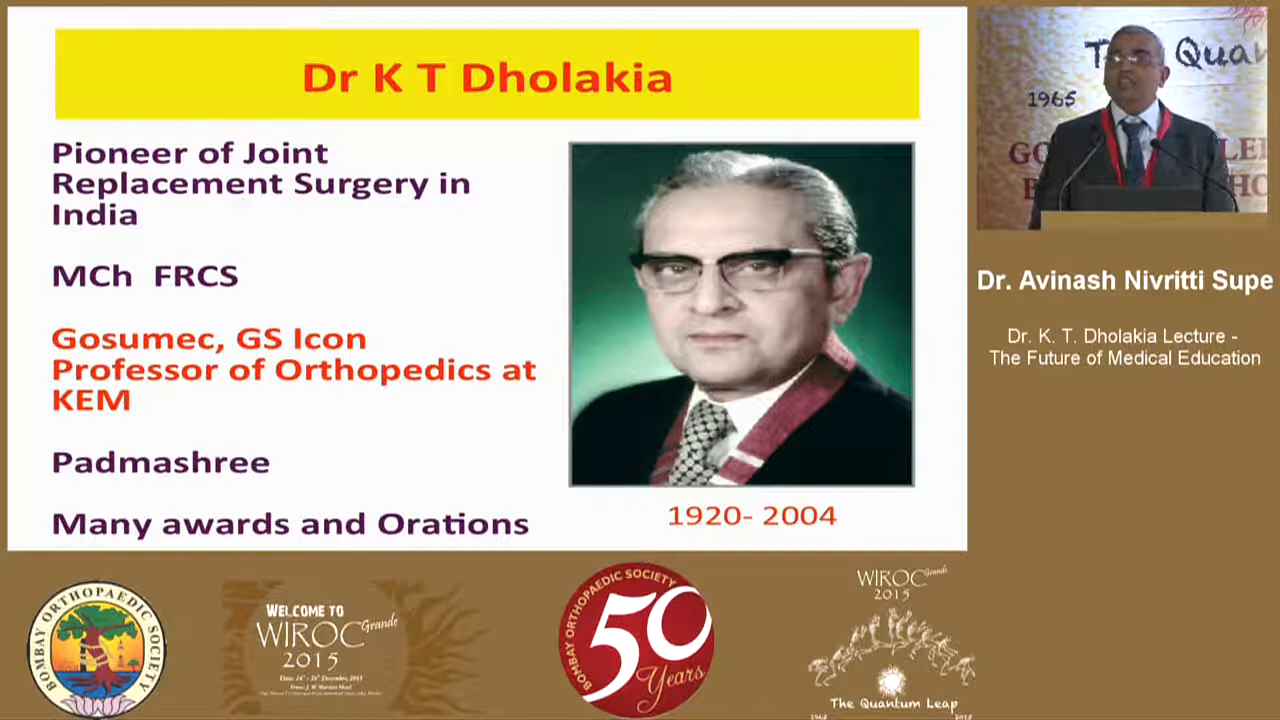 Dr K T Dholakia
Pioneer of Joint
Replacement Surgery in
India
MCh FRCS
Gosumec, GS Icon
Professor of Orthopedics at
KEM
Padmashree
Many awards and Orations
1920- 2004
The Quan
1965
Dr. Avinash Nivritti Supe
Dr. K. T. Dholakia Lecture -
The Future of Medical Education
BOMBAY ORTHOPAEDIC SOCIETY
WELCOME TO
WIROC Grande
2015
BOMBAY ORTHOPAEDIC SOCIETY
50
Years
WIROC Grande
2015
The Quantum Leap